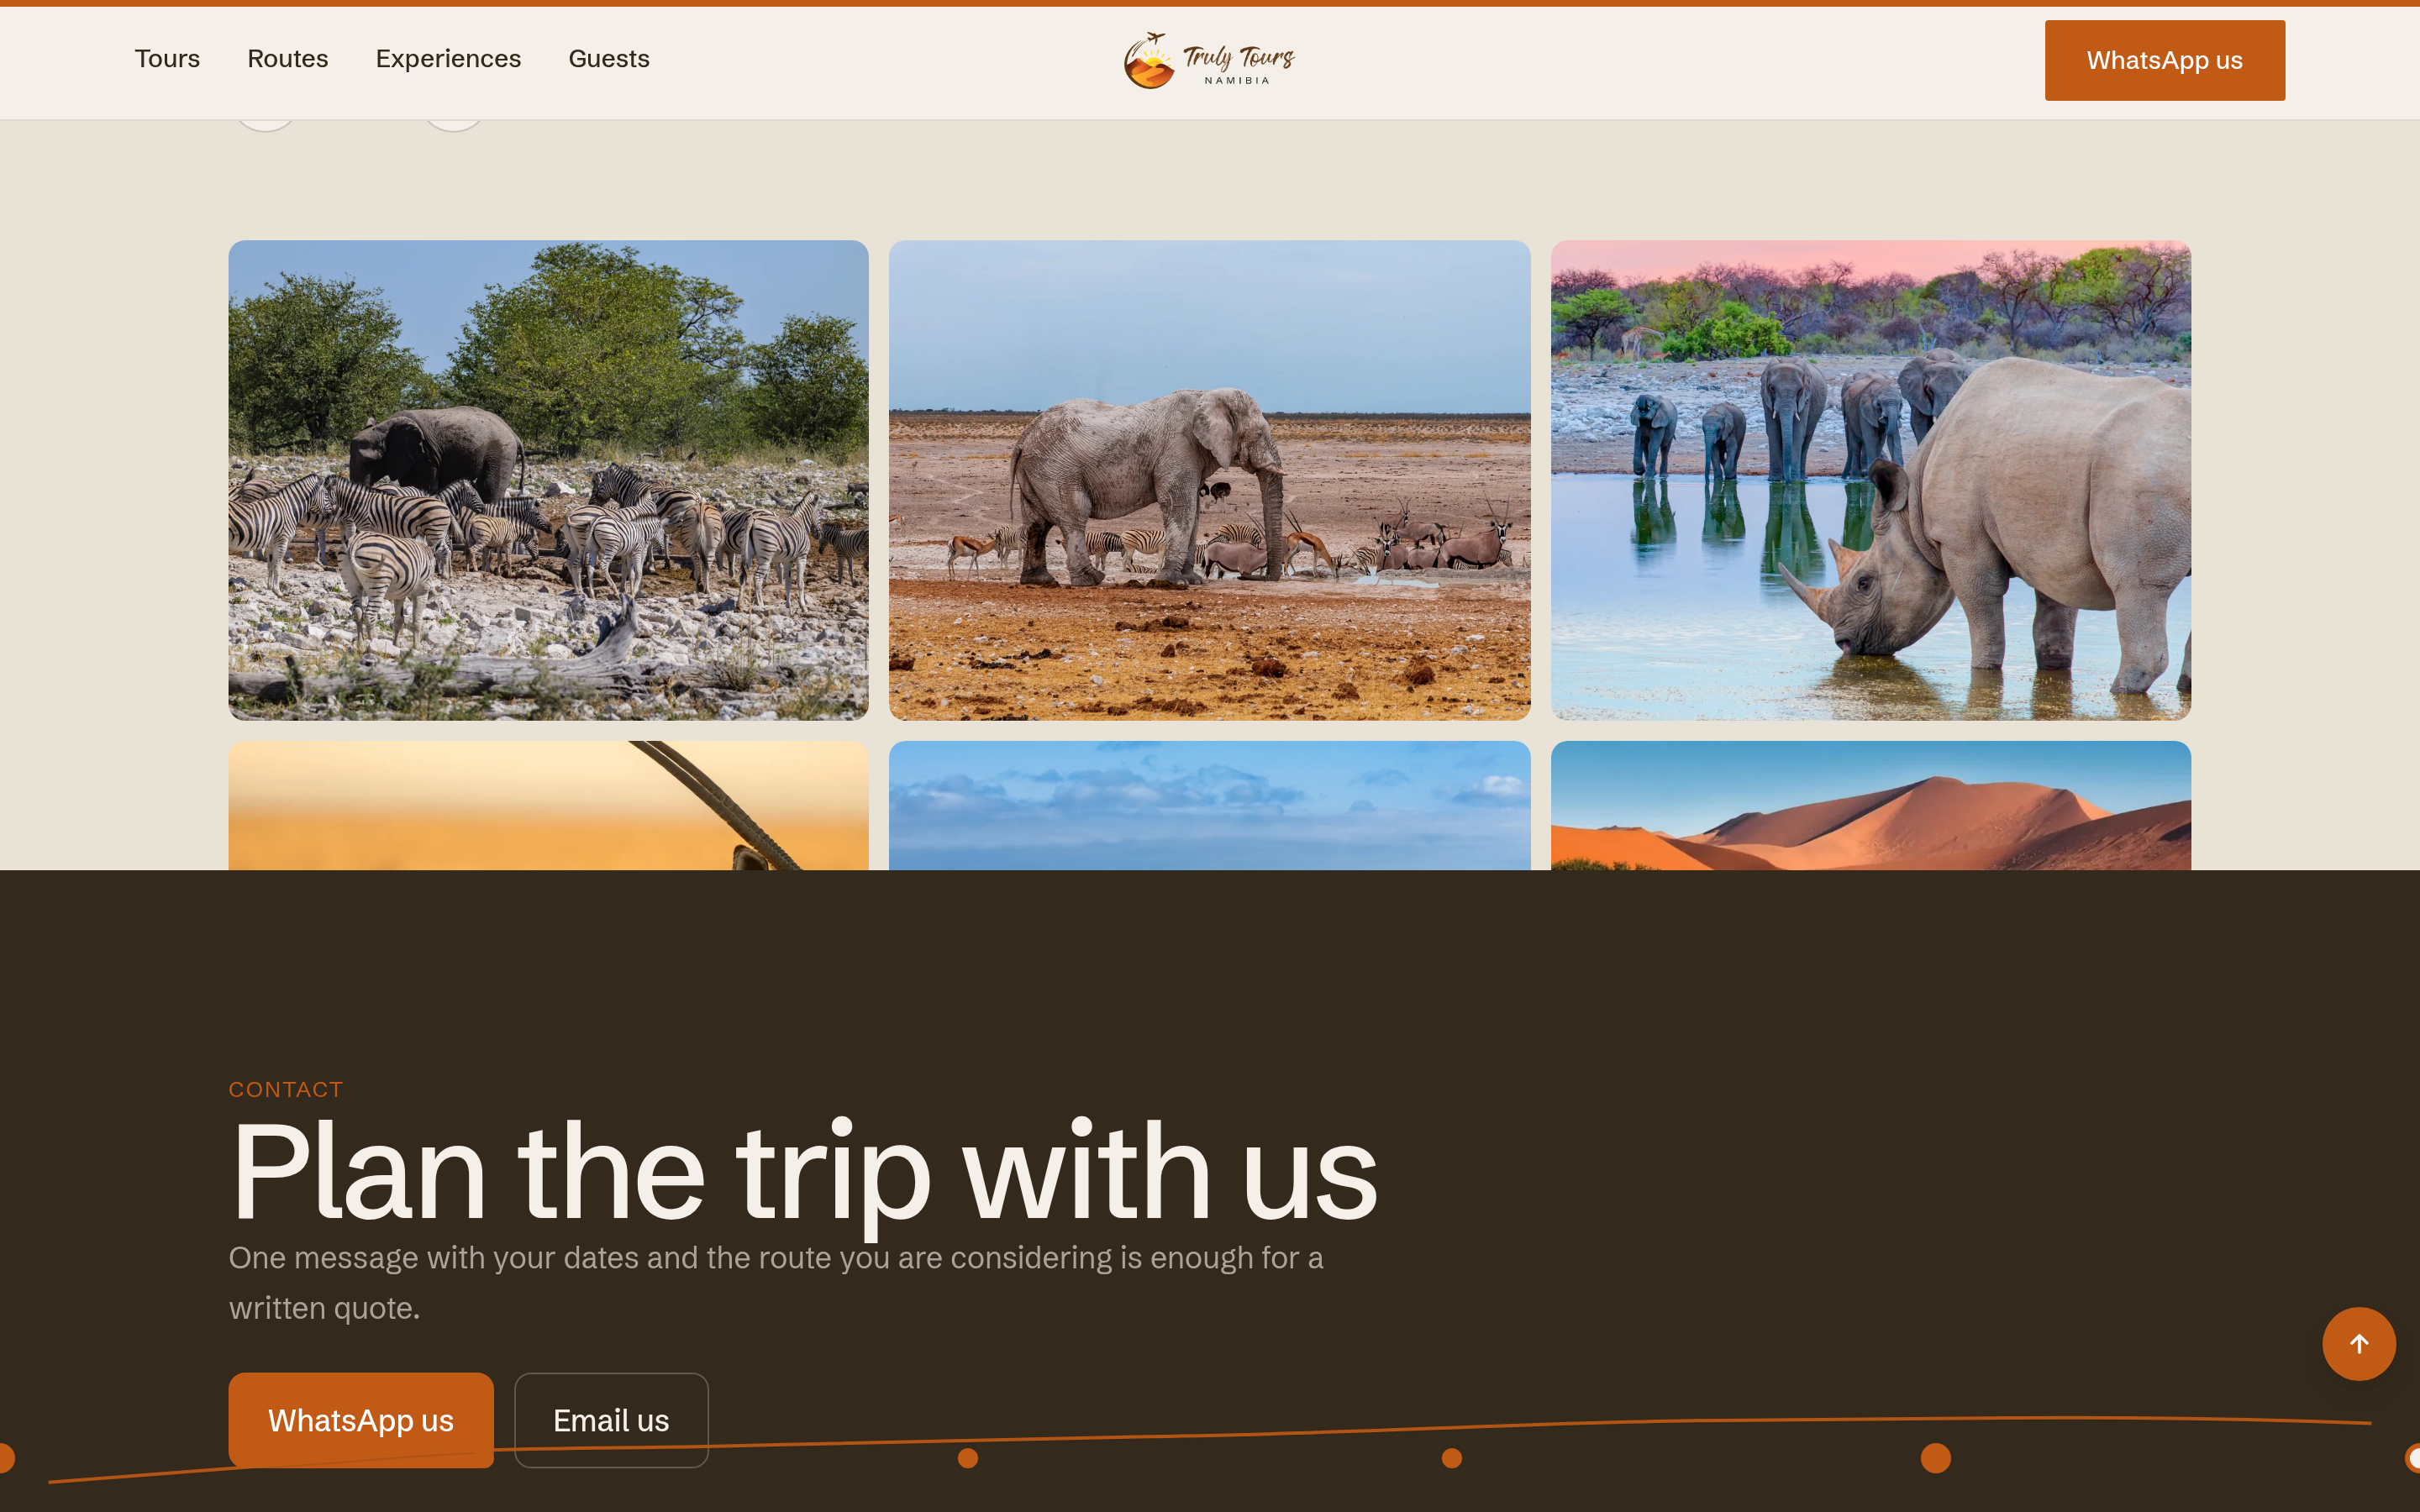 Tours Routes Experiences Guests
Truly Tours
NAMIBIA
WhatsApp us
CONTACT
Plan the trip with us
One message with your dates and the route you are considering is enough for a
written quote.
WhatsApp us Email us